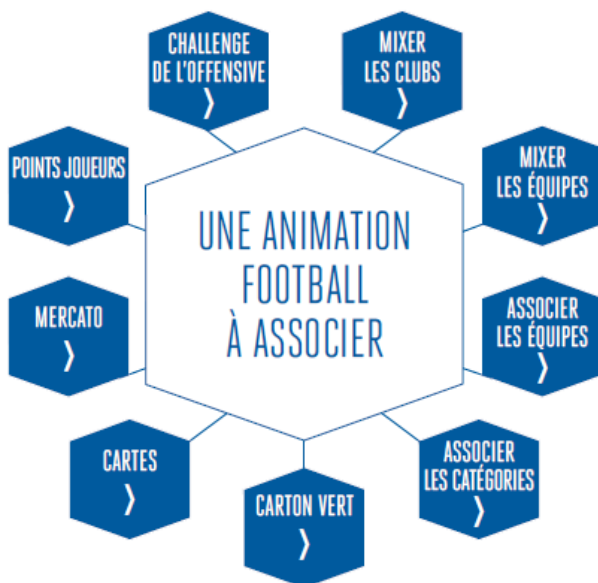 CHALLENGE
DE L'OFFENSIVE
❭
MIXER
LES CLUBS
❭
POINTS JOUEURS
❭
MIXER
LES ÉQUIPES
❭
UNE ANIMATION
FOOTBALL
À ASSOCIER
MERCATO
❭
ASSOCIER
LES ÉQUIPES
❭
CARTES
❭
CARTON VERT
❭
ASSOCIER
LES CATÉGORIES
❭